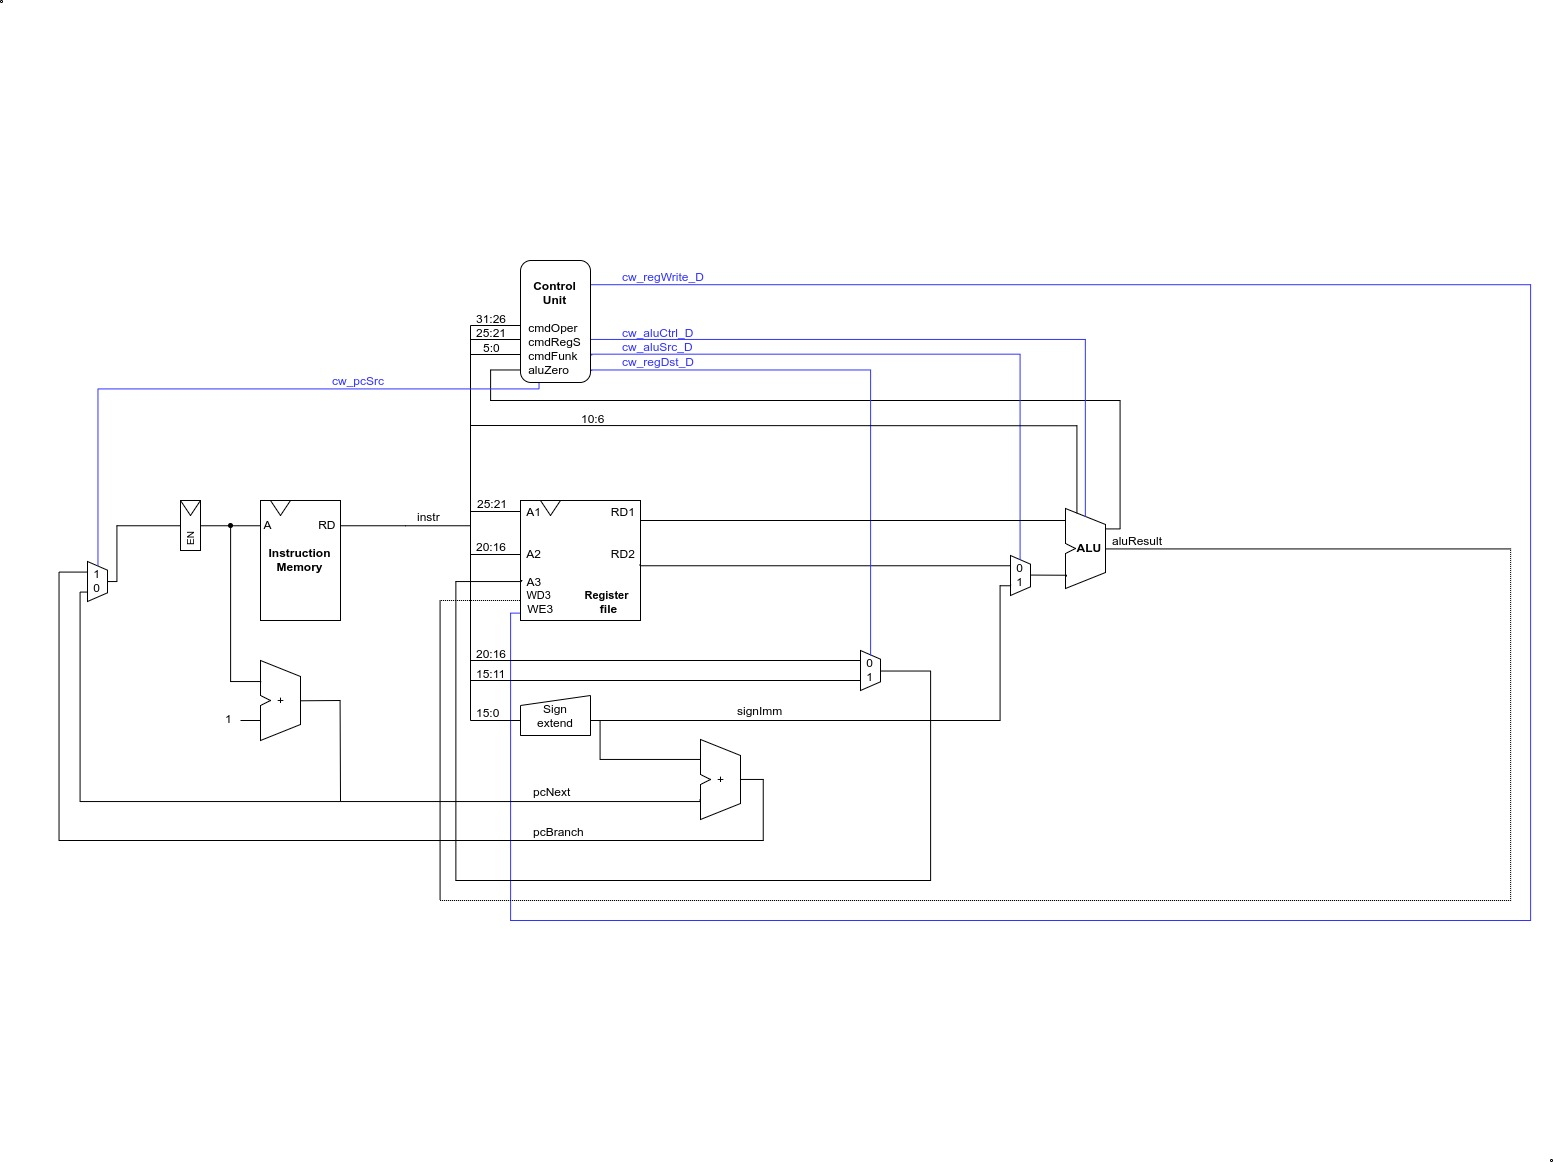 cw_regWrite_D
Control
Unit
31:26
cmdOper
25:21
cmdRegS
cw_aluCtrl_D
5:0
cmdFunk
cw_aluSrc_D
aluZero
cw_regDst_D
cw_pcSrc
10:6
25:21
A1
RD1
instr
EN
A
RD
Instruction
Memory
20:16
A2
RD2
ALU
aluResult
1
0
A3
WD3
WE3
Register
file
0
1
20:16
15:11
0
1
+
1
15:0
Sign
extend
signImm
+
pcNext
pcBranch